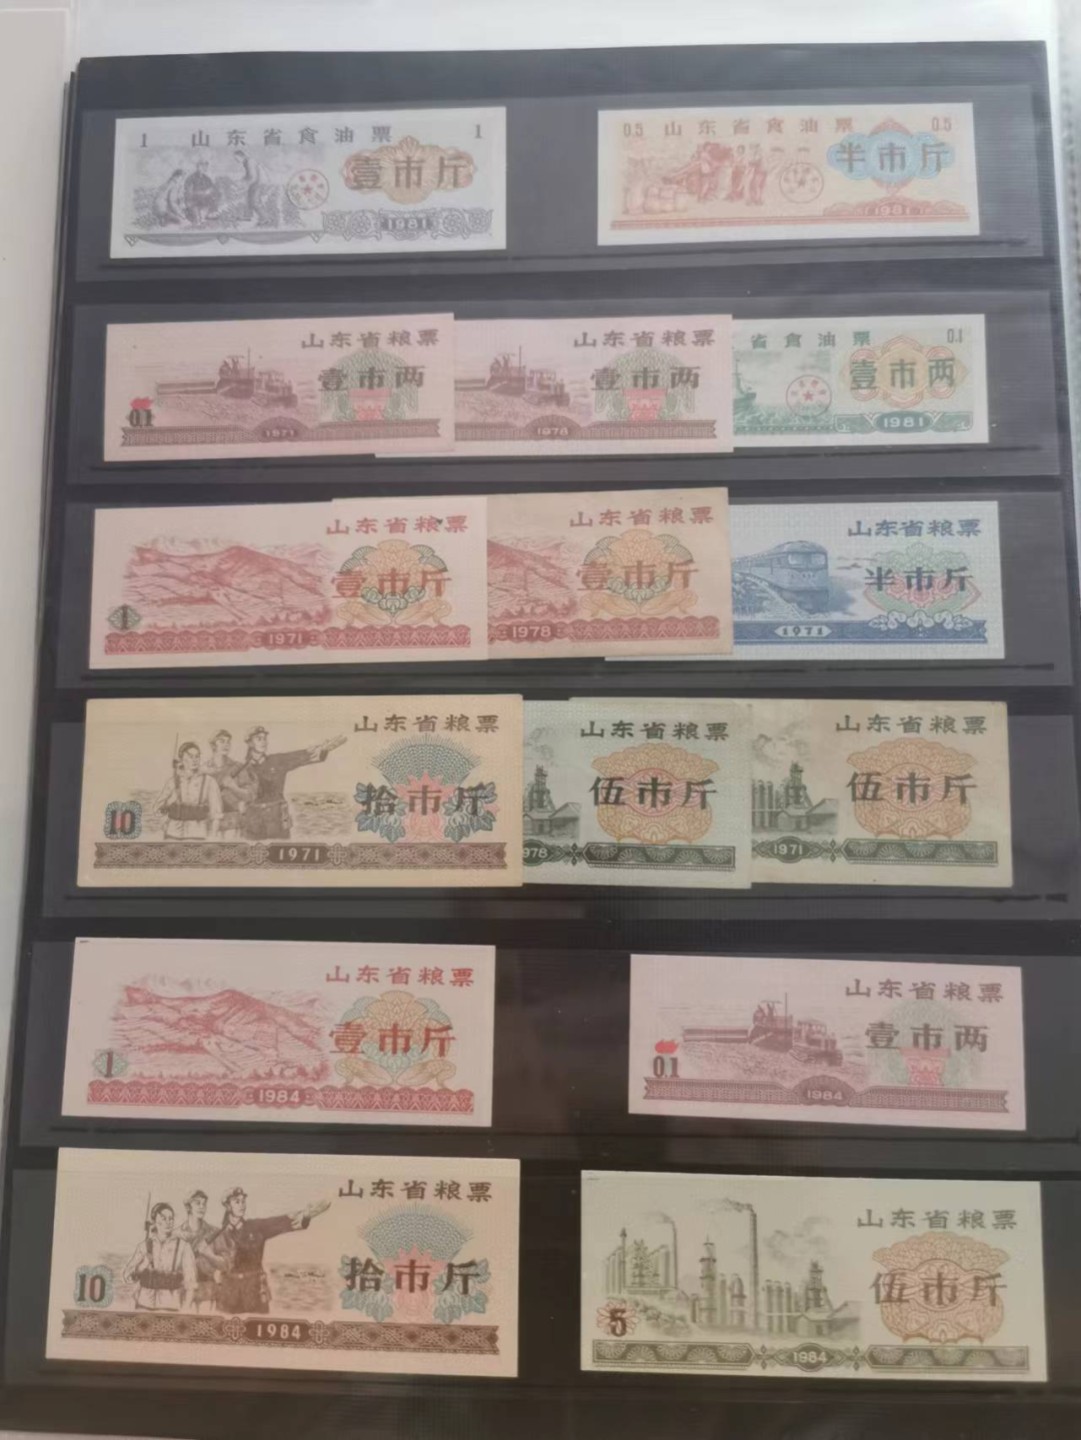 1 山东省食油票 1
壹市斤
1981
0.5 山东省食油票 0.5
半市斤
1981
山东省粮票
壹市两
0.1
1971
山东省粮票
壹市两
1978
省食油票 0.1
壹市两
1981
山东省粮票
壹市斤
1
1971
山东省粮票
壹市斤
1978
山东省粮票
半市斤
1971
山东省粮票
拾市斤
10
1971
山东省粮票
伍市斤
978
山东省粮票
伍市斤
1971
山东省粮票
壹市斤
1
1984
山东省粮票
壹市两
0.1
1984
山东省粮票
拾市斤
10
1984
山东省粮票
伍市斤
5
1984